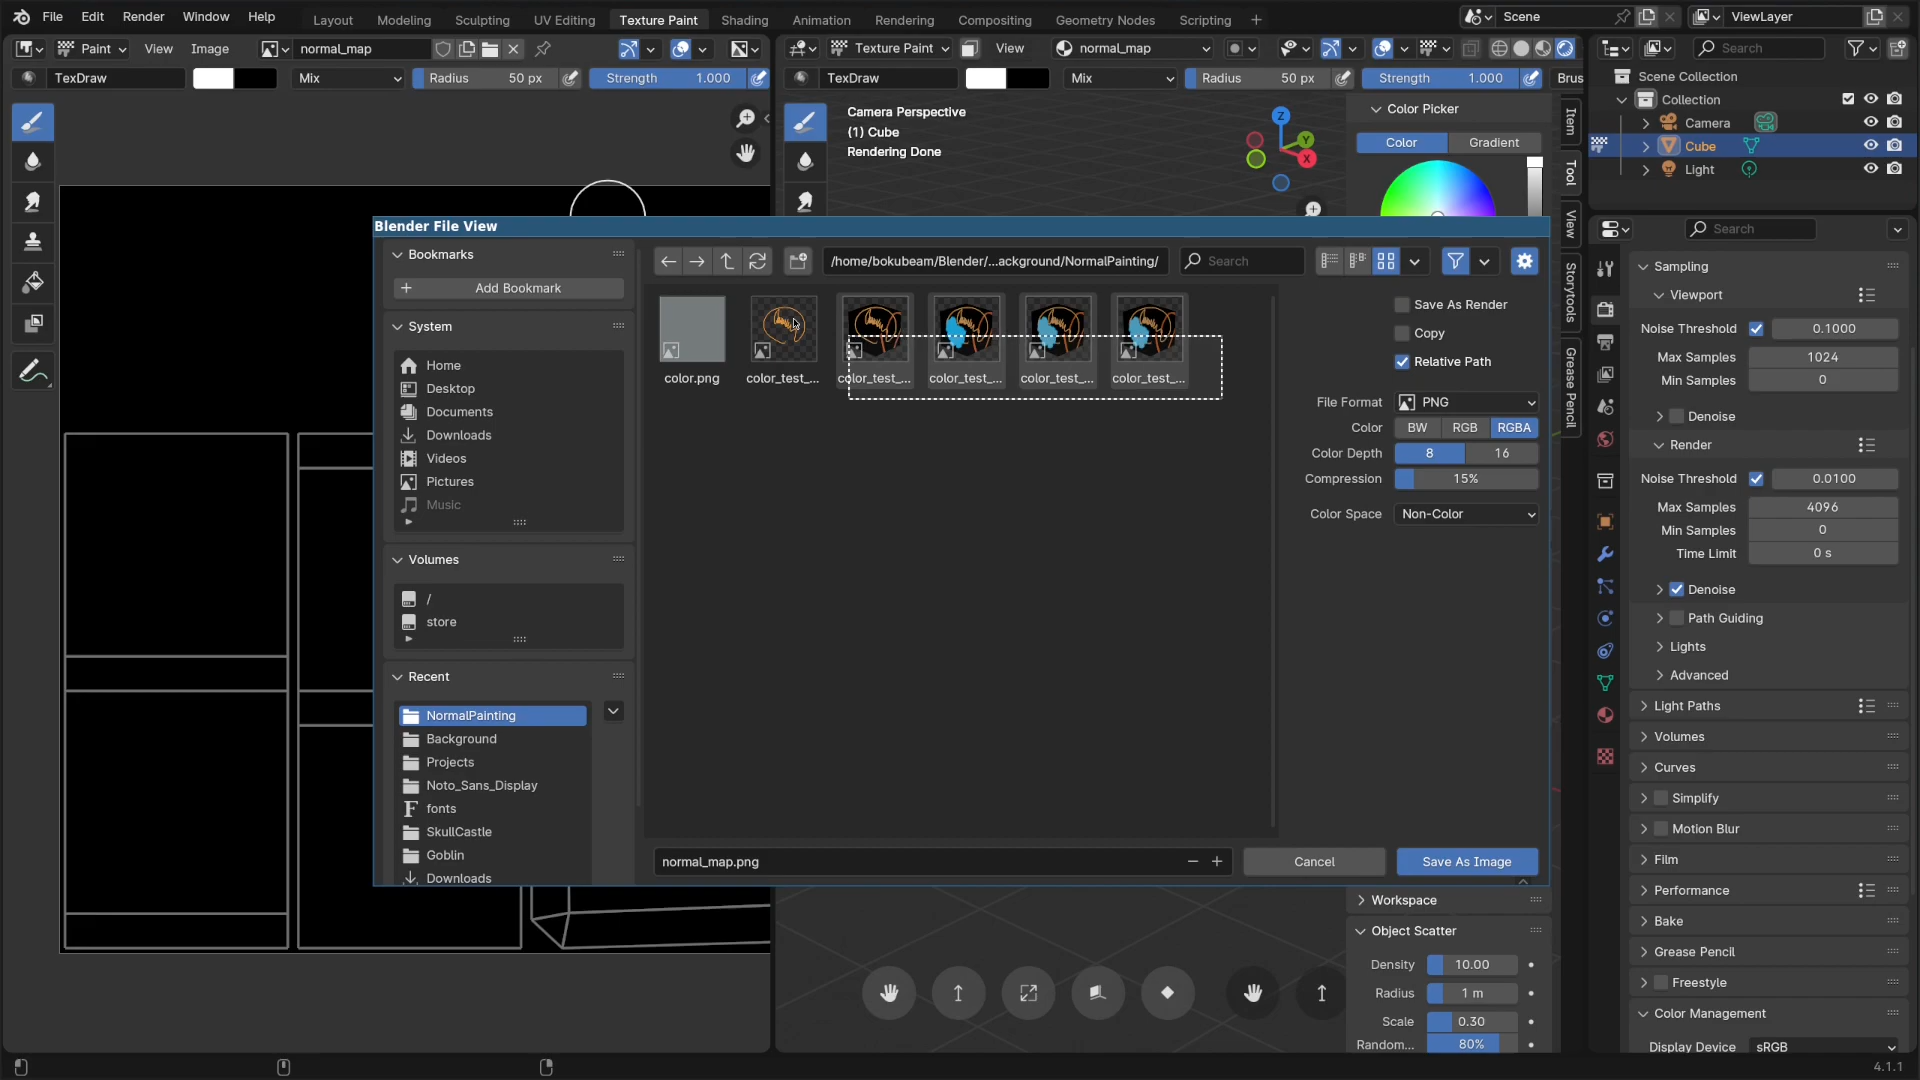 File Edit Render Window Help Layout Modeling Sculpting UV Editing Texture Paint Shading Animation Rendering Compositing Geometry Nodes Scripting + Scene ViewLayer
Paint View Image normal_map Texture Paint View normal_map Search
TexDraw Mix Radius 50 px Strength 1.000 TexDraw Mix Radius 50 px Strength 1.000 Brus
Scene Collection
Collection
Camera
Cube
Light
Camera Perspective
(1) Cube
Rendering Done
Z
Y
X
Color Picker
Color Gradient
Item
Tool
View
Storytools
Grease Pencil
Blender File View
Bookmarks
Add Bookmark
System
Home
Desktop
Documents
Downloads
Videos
Pictures
Music
Volumes
/
store
Recent
NormalPainting
Background
Projects
Noto_Sans_Display
fonts
SkullCastle
Goblin
Downloads
/home/bokubeam/Blender/...ackground/NormalPainting/ Search
color.png color_test_... color_test_... color_test_... color_test_... color_test_...
Save As Render
Copy
Relative Path
File Format PNG
Color BW RGB RGBA
Color Depth 8 16
Compression 15%
Color Space Non-Color
normal_map.png Cancel Save As Image
Workspace
Object Scatter
Density 10.00
Radius 1 m
Scale 0.30
Random... 80%
Search
Sampling
Viewport
Noise Threshold 0.1000
Max Samples 1024
Min Samples 0
Denoise
Render
Noise Threshold 0.0100
Max Samples 4096
Min Samples 0
Time Limit 0 s
Denoise
Path Guiding
Lights
Advanced
Light Paths
Volumes
Curves
Simplify
Motion Blur
Film
Performance
Bake
Grease Pencil
Freestyle
Color Management
Display Device sRGB
4.1.1